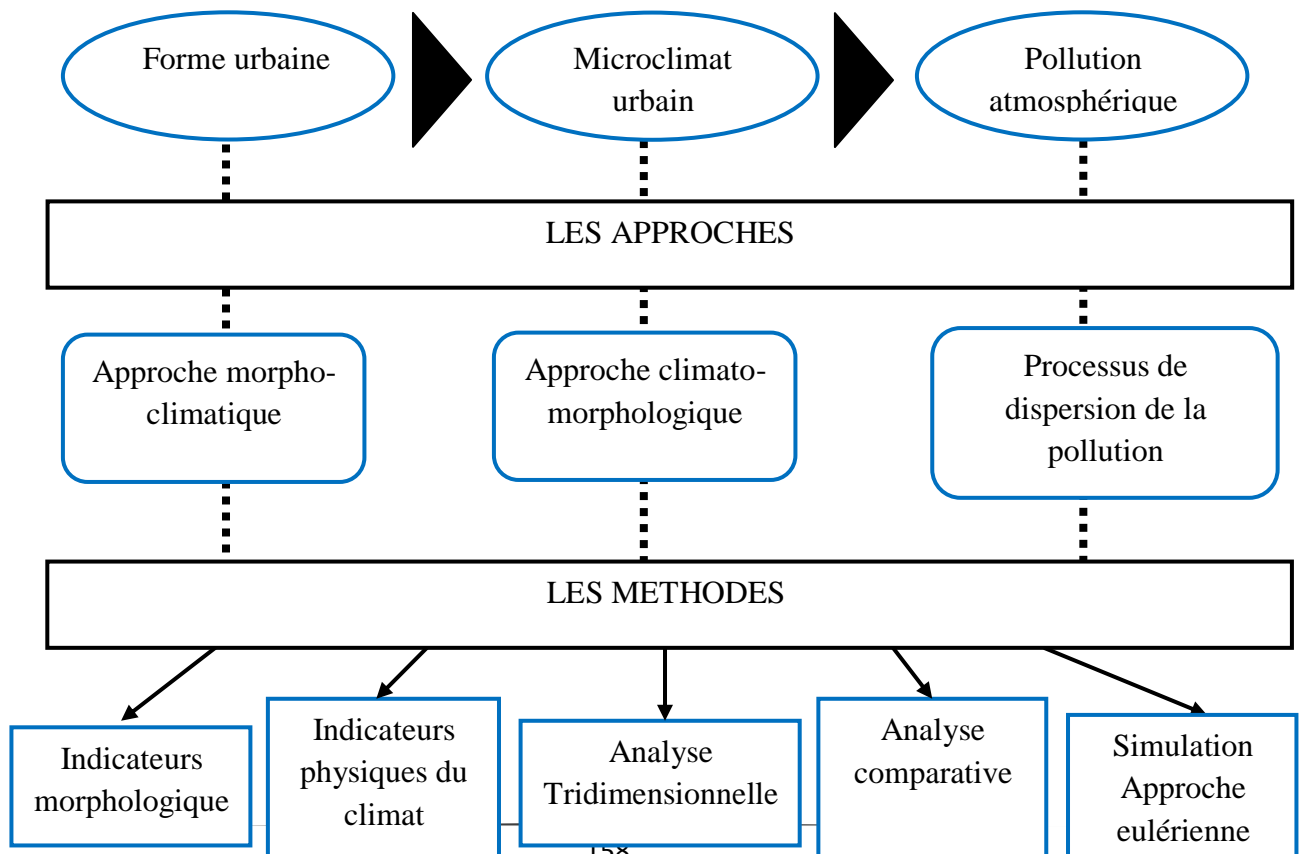 Forme urbaine
Microclimat
urbain
Pollution
atmosphérique
LES APPROCHES
Approche morpho-
climatique
Approche climato-
morphologique
Processus de
dispersion de la
pollution
LES METHODES
Indicateurs
morphologique
Indicateurs
physiques du
climat
Analyse
Tridimensionnelle
Analyse
comparative
Simulation
Approche
eulérienne
158